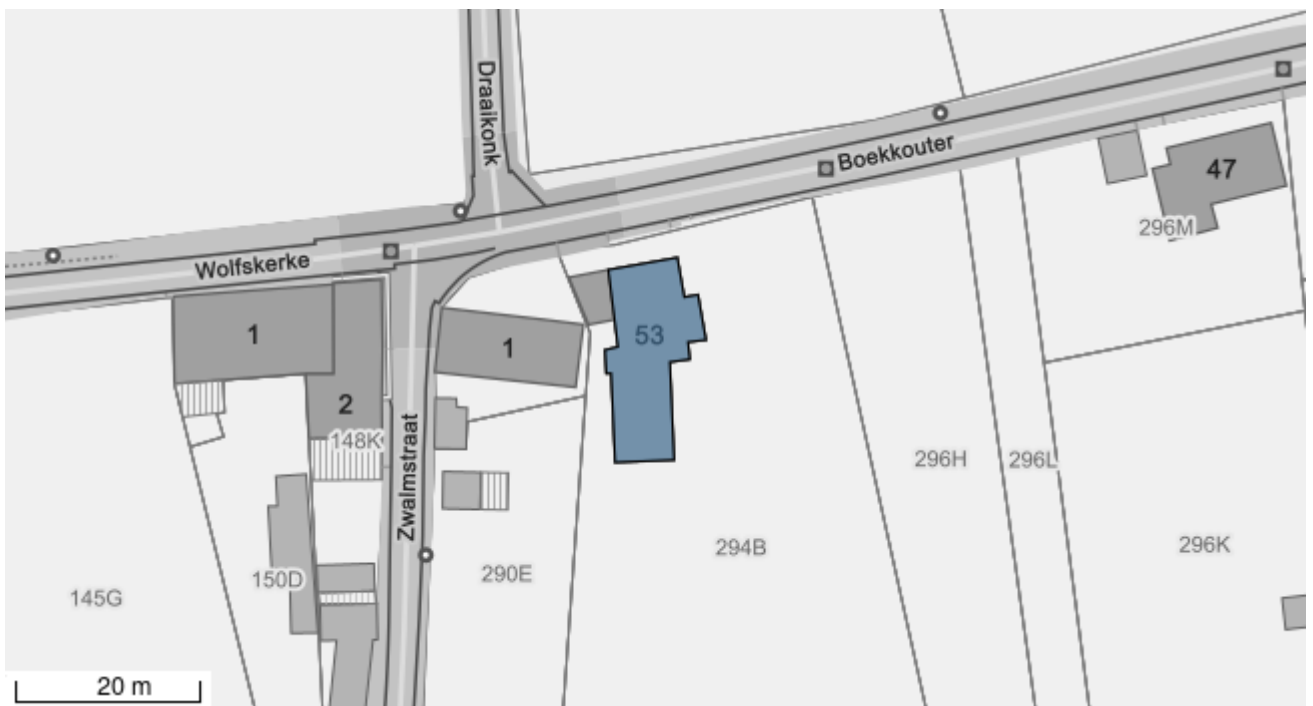 Draaikonk
Boekkouter
47
296M
Wolfskerke
1
53
1
2
148K
Zwalmstraat
296H
296L
294B
296K
290E
150D
145G
20 m